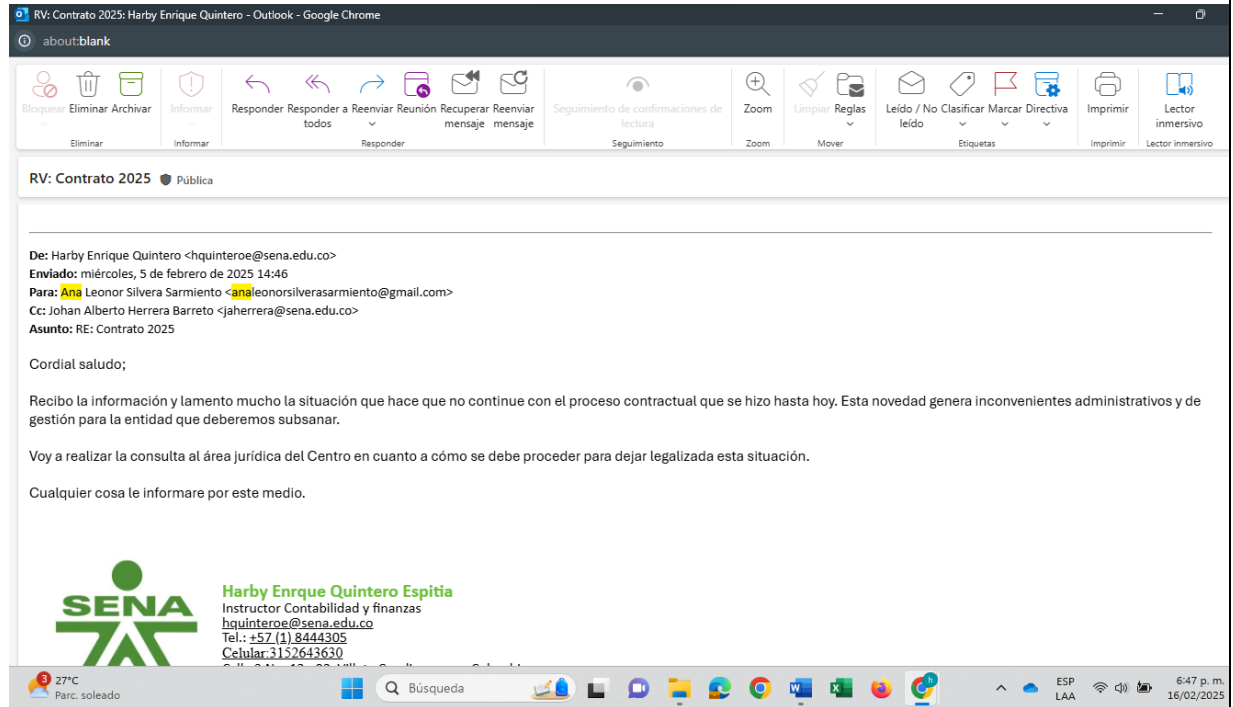 RV: Contrato 2025: Harby Enrique Quintero - Outlook - Google Chrome
about:blank
Bloquear Eliminar Archivar Informar Responder Responder a todos Reenviar Reunión Recuperar mensaje Reenviar mensaje Seguimiento de confirmaciones de lectura Zoom Limpiar Reglas Leído / No leído Clasificar Marcar Directiva Imprimir Lector inmersivo
Eliminar Informar Responder Seguimiento Zoom Mover Etiquetas Imprimir Lector inmersivo
RV: Contrato 2025 Pública
De: Harby Enrique Quintero <hquinteroe@sena.edu.co>
Enviado: miércoles, 5 de febrero de 2025 14:46
Para: Ana Leonor Silvera Sarmiento <analeonorsilverasarmiento@gmail.com>
Cc: Johan Alberto Herrera Barreto <jaherrera@sena.edu.co>
Asunto: RE: Contrato 2025
Cordial saludo;
Recibo la información y lamento mucho la situación que hace que no continue con el proceso contractual que se hizo hasta hoy. Esta novedad genera inconvenientes administrativos y de
gestión para la entidad que deberemos subsanar.
Voy a realizar la consulta al área jurídica del Centro en cuanto a cómo se debe proceder para dejar legalizada esta situación.
Cualquier cosa le informare por este medio.
SENA
Harby Enrque Quintero Espitia
Instructor Contabilidad y finanzas
hquinteroe@sena.edu.co
Tel.: +57 (1) 8444305
Celular:3152643630
3
27°C
Parc. soleado
Búsqueda
ESP
LAA
6:47 p. m.
16/02/2025